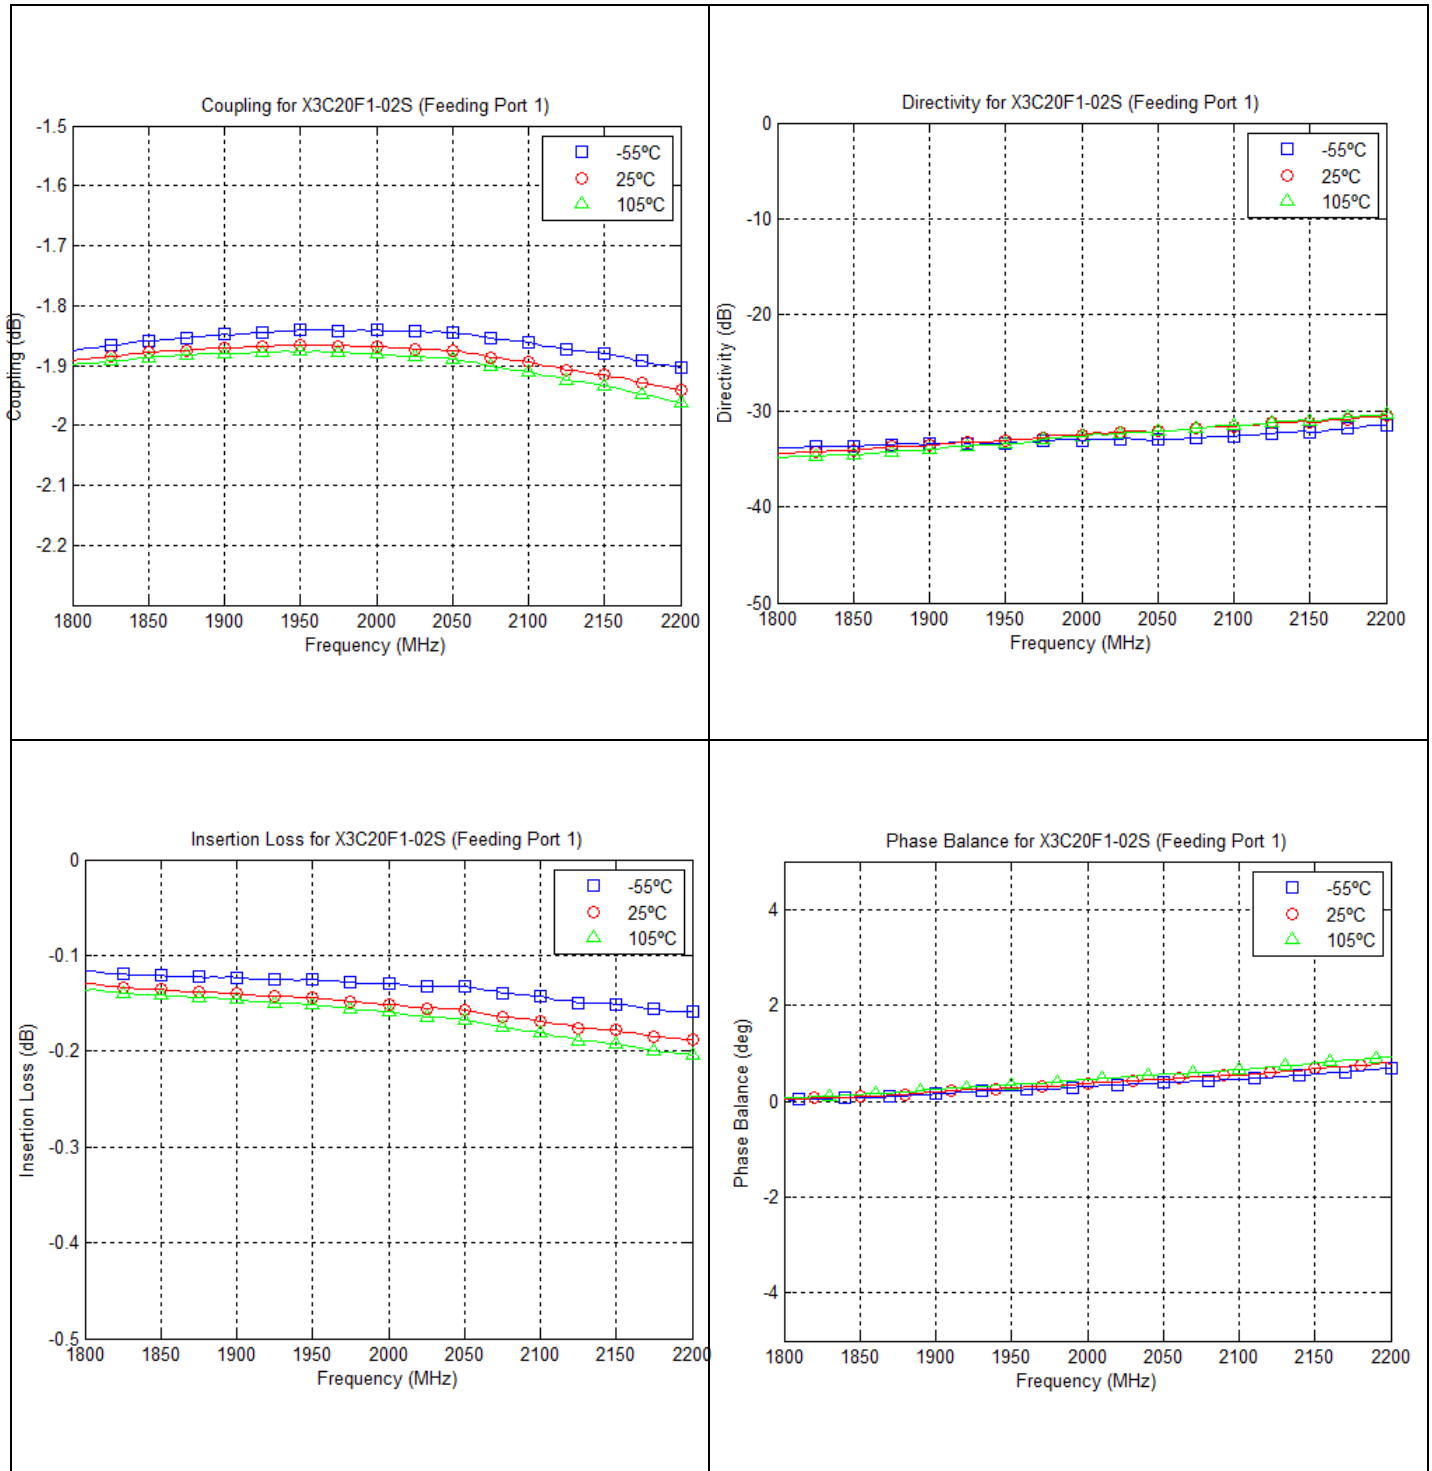 Coupling for X3C20F1-02S (Feeding Port 1)
-1.5
-1.6
-1.7
-1.8
-1.9
-2
-2.1
-2.2
Coupling (dB)
-55ºC
25ºC
105ºC
1800 1850 1900 1950 2000 2050 2100 2150 2200
Frequency (MHz)
Directivity for X3C20F1-02S (Feeding Port 1)
0
-10
-20
-30
-40
-50
Directivity (dB)
-55ºC
25ºC
105ºC
1800 1850 1900 1950 2000 2050 2100 2150 2200
Frequency (MHz)
Insertion Loss for X3C20F1-02S (Feeding Port 1)
0
-0.1
-0.2
-0.3
-0.4
-0.5
Insertion Loss (dB)
-55ºC
25ºC
105ºC
1800 1850 1900 1950 2000 2050 2100 2150 2200
Frequency (MHz)
Phase Balance for X3C20F1-02S (Feeding Port 1)
4
2
0
-2
-4
Phase Balance (deg)
-55ºC
25ºC
105ºC
1800 1850 1900 1950 2000 2050 2100 2150 2200
Frequency (MHz)